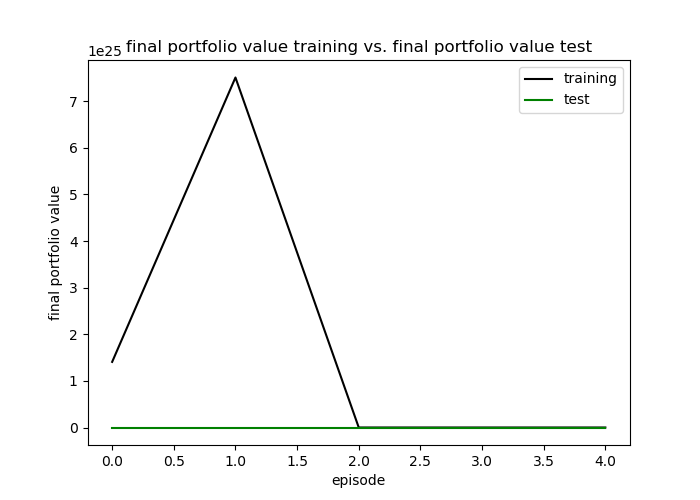 final portfolio value training vs. final portfolio value test
1e25
training
test
7
6
5
4
3
2
1
0
final portfolio value
0.0 0.5 1.0 1.5 2.0 2.5 3.0 3.5 4.0
episode